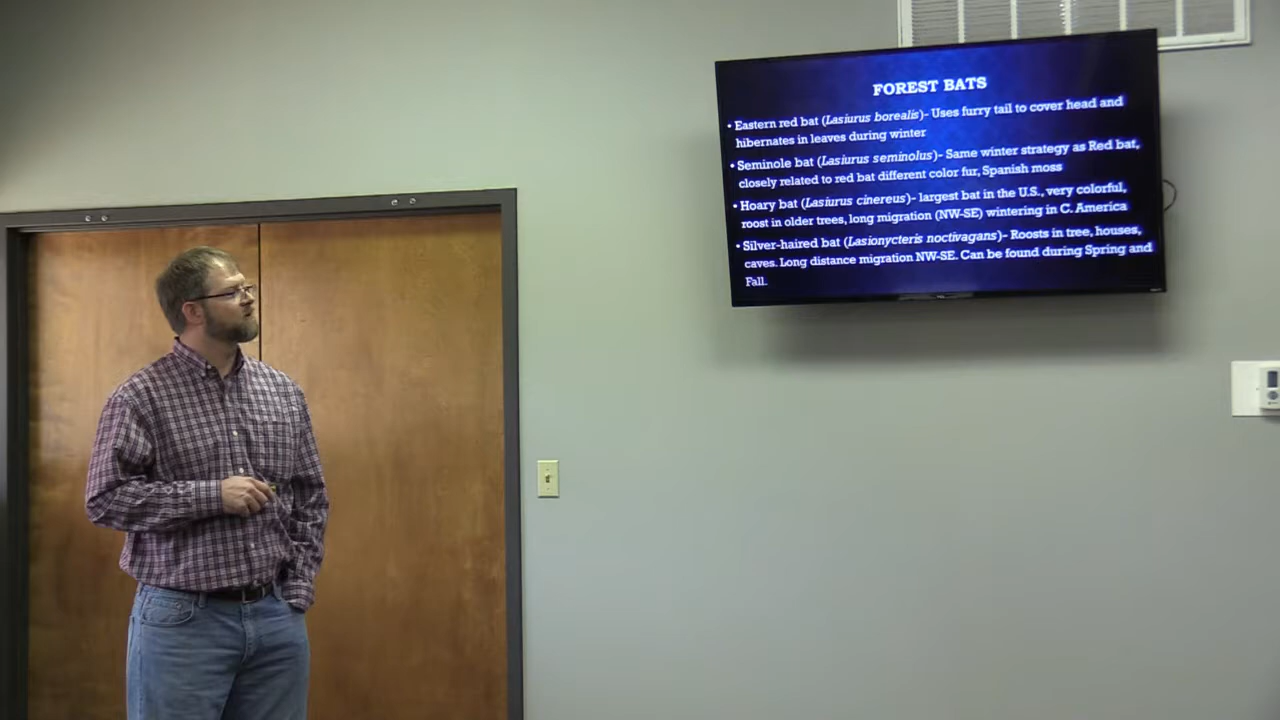 FOREST BATS
• Eastern red bat (Lasiurus borealis)- Uses furry tail to cover head and
hibernates in leaves during winter
• Seminole bat (Lasiurus seminolus)- Same winter strategy as Red bat,
closely related to red bat different color fur, Spanish moss
• Hoary bat (Lasiurus cinereus)- largest bat in the U.S., very colorful,
roost in older trees, long migration (NW-SE) wintering in C. America
• Silver-haired bat (Lasionycteris noctivagans)- Roosts in tree, houses,
caves. Long distance migration NW-SE. Can be found during Spring and
Fall.